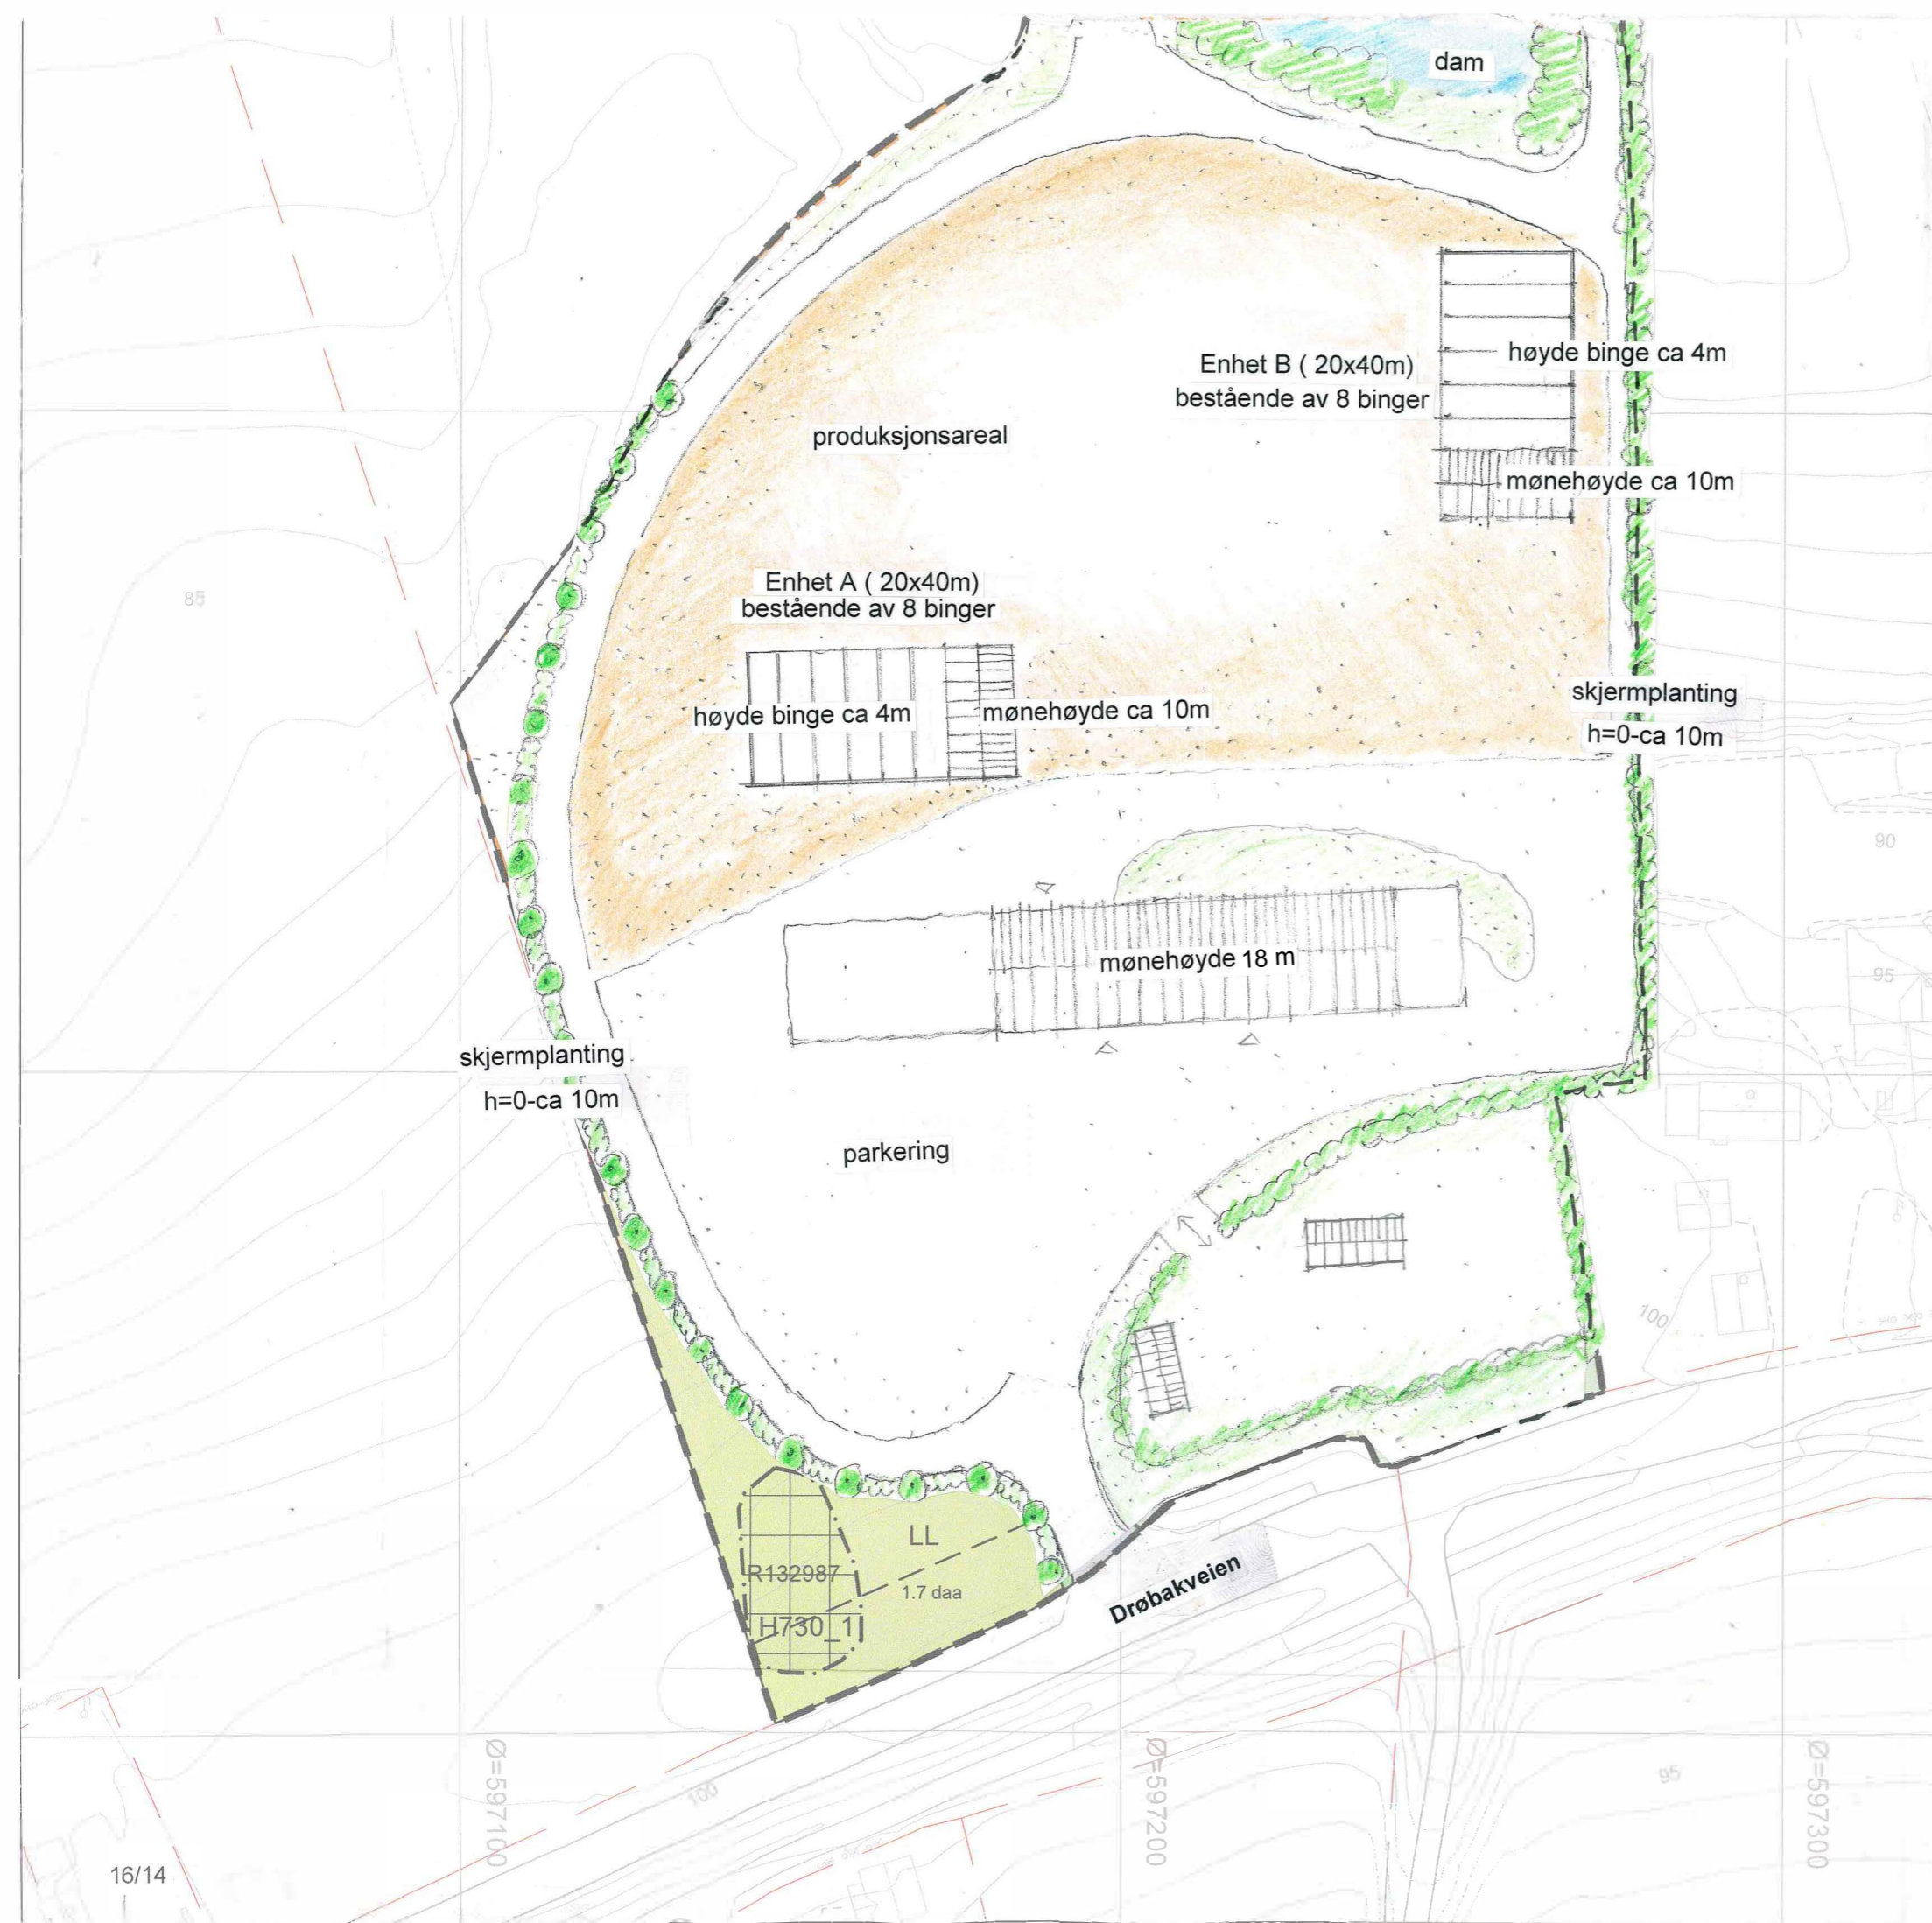 dam
høyde binge ca 4m
Enhet B ( 20x40m)
bestående av 8 binger
produksjonsareal
mønehøyde ca 10m
Enhet A ( 20x40m)
bestående av 8 binger
85
skjermplanting
h=0-ca 10m
høyde binge ca 4m
mønehøyde ca 10m
90
mønehøyde 18 m
95
skjermplanting
h=0-ca 10m
parkering
100
LL
R132987
1.7 daa
H730_1
Drøbakveien
Ø=597100
Ø=597200
Ø=597300
100
95
16/14